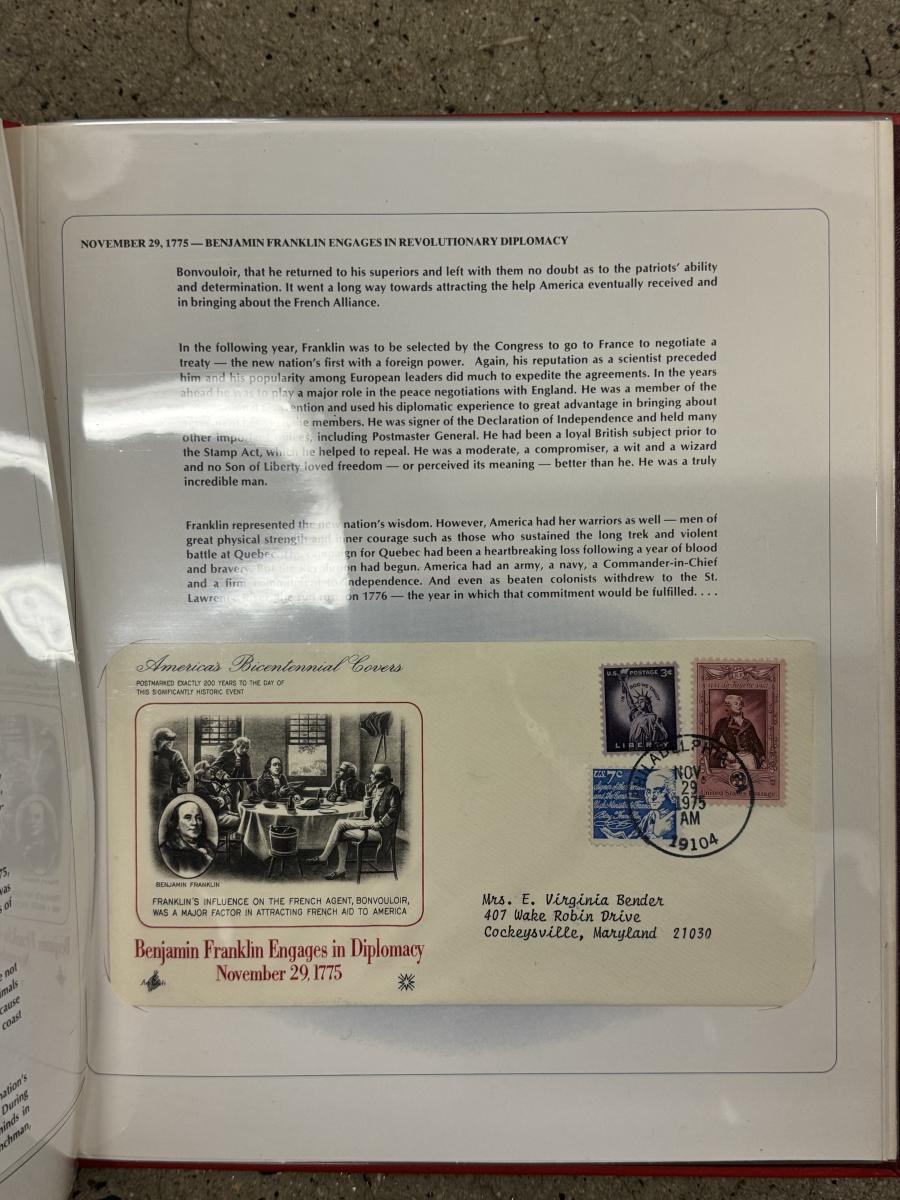 NOVEMBER 29, 1775 — BENJAMIN FRANKLIN ENGAGES IN REVOLUTIONARY DIPLOMACY
Bonvouloir, that he returned to his superiors and left with them no doubt as to the patriots' ability
and determination. It went a long way towards attracting the help America eventually received and
in bringing about the French Alliance.
In the following year, Franklin was to be selected by the Congress to go to France to negotiate a
treaty — the new nation's first with a foreign power. Again, his reputation as a scientist preceded
him and his popularity among European leaders did much to expedite the agreements. In the years
ahead he was to play a major role in the peace negotiations with England. He was a member of the
and used his diplomatic experience to great advantage in bringing about
members. He was signer of the Declaration of Independence and held many
other including Postmaster General. He had been a loyal British subject prior to
the Stamp Act, which he helped to repeal. He was a moderate, a compromiser, a wit and a wizard
and no Son of Liberty loved freedom — or perceived its meaning — better than he. He was a truly
incredible man.
Franklin represented the new nation's wisdom. However, America had her warriors as well — men of
great physical strength and inner courage such as those who sustained the long trek and violent
battle at Quebec. The campaign for Quebec had been a heartbreaking loss following a year of blood
and bravery. But the Revolution had begun. America had an army, a navy, a Commander-in-Chief
and a firm commitment to independence. And even as beaten colonists withdrew to the St.
on 1776 — the year in which that commitment would be fulfilled. . . .
America's Bicentennial Covers
POSTMARKED EXACTLY 200 YEARS TO THE DAY OF
THIS SIGNIFICANTLY HISTORIC EVENT
U.S. POSTAGE 3¢
IN GOD WE TRUST
LIBERTY
U.S. 7c
United States Postage
PHILADELPHIA
NOV
29
1975
AM
19104
BENJAMIN FRANKLIN
FRANKLIN'S INFLUENCE ON THE FRENCH AGENT, BONVOULOIR,
WAS A MAJOR FACTOR IN ATTRACTING FRENCH AID TO AMERICA
Benjamin Franklin Engages in Diplomacy
November 29, 1775
Mrs. E. Virginia Bender
407 Wake Robin Drive
Cockeysville, Maryland 21030